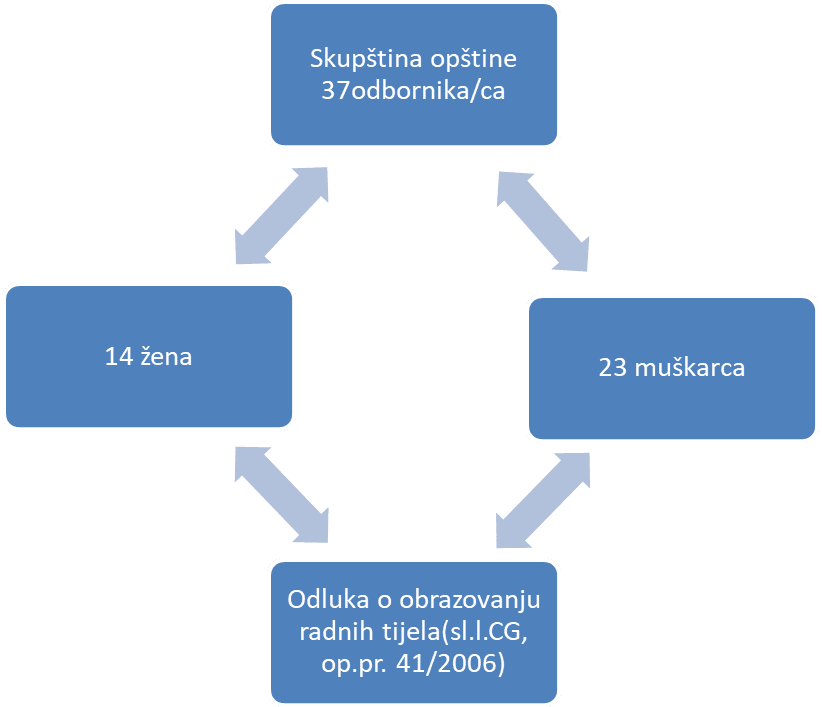 Skupština opštine
37odbornika/ca
14 žena
23 muškarca
Odluka o obrazovanju
radnih tijela(sl.l.CG,
op.pr. 41/2006)